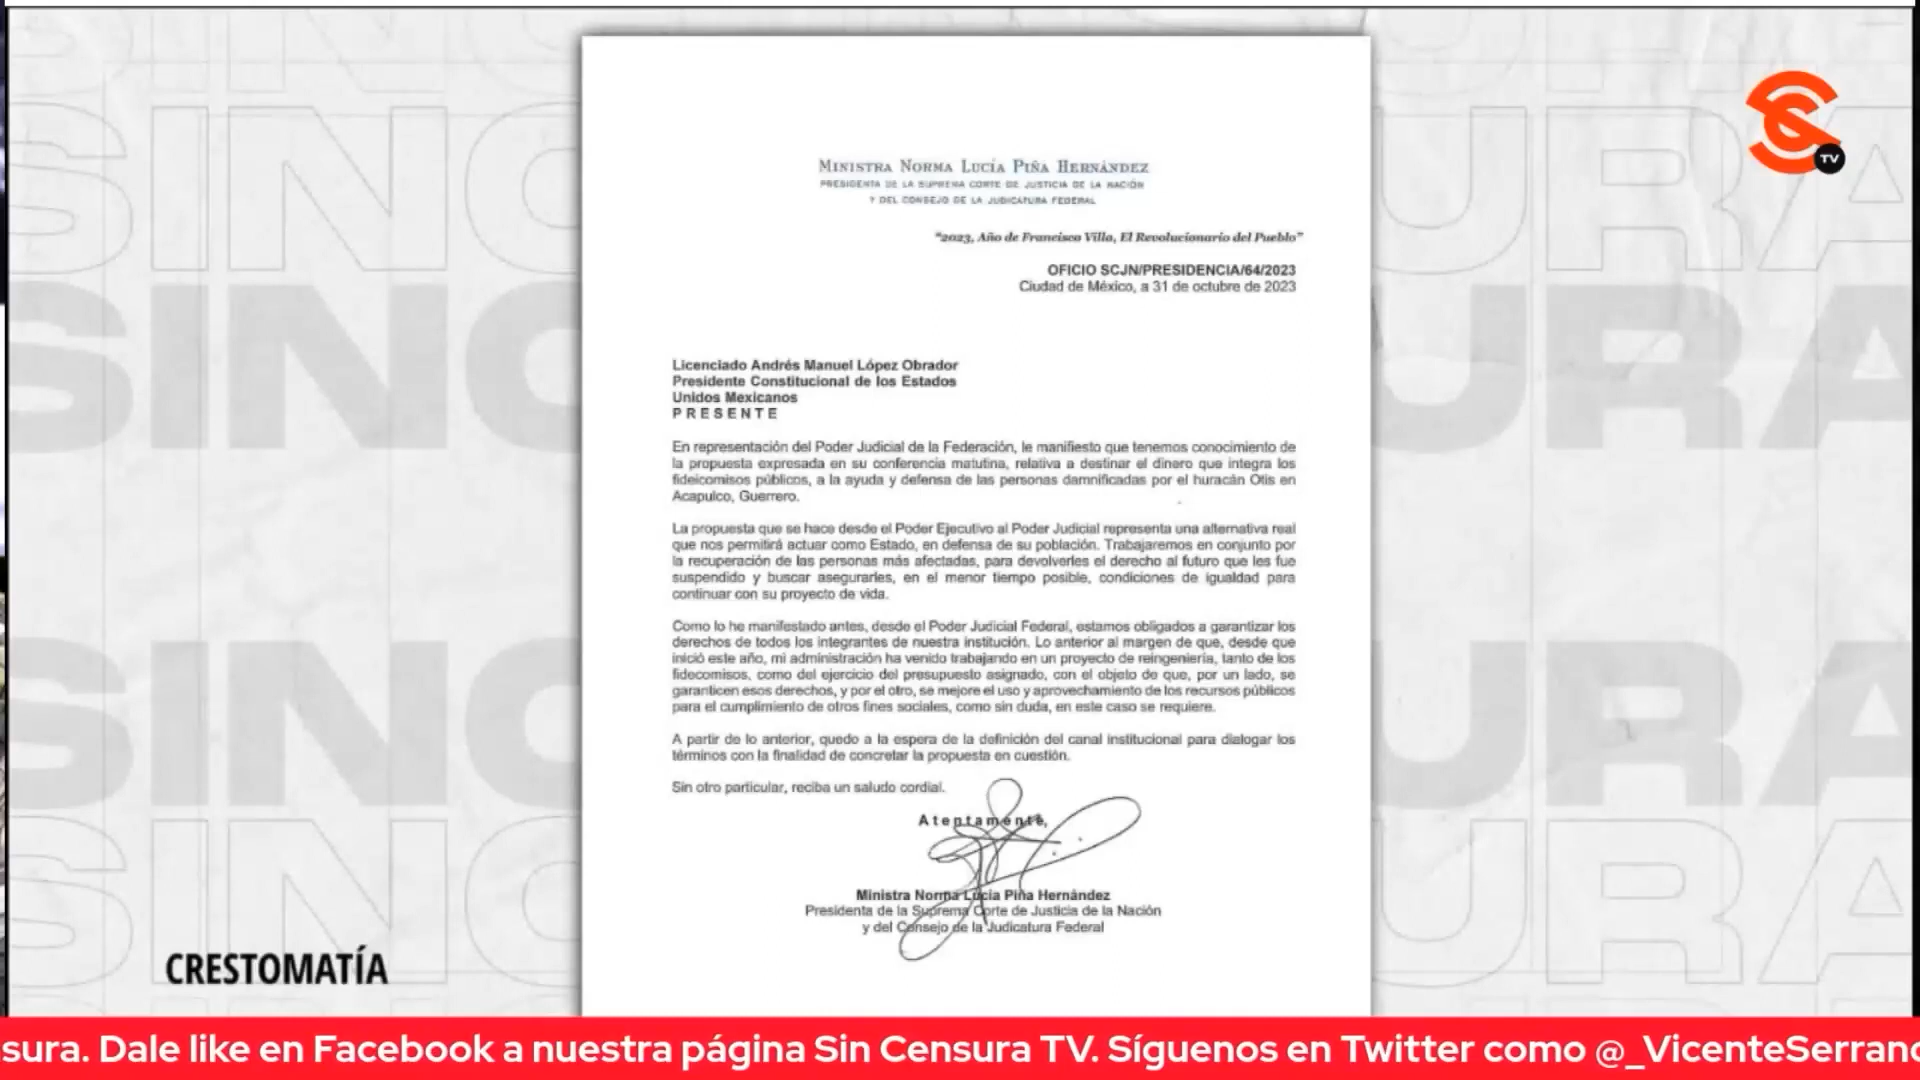 MINISTRA NORMA LUCÍA PIÑA HERNÁNDEZ
PRESIDENTA DE LA SUPREMA CORTE DE JUSTICIA DE LA NACIÓN
Y DEL CONSEJO DE LA JUDICATURA FEDERAL
"2023, Año de Francisco Villa, El Revolucionario del Pueblo"
OFICIO SCJN/PRESIDENCIA/64/2023
Ciudad de México, a 31 de octubre de 2023
Licenciado Andrés Manuel López Obrador
Presidente Constitucional de los Estados
Unidos Mexicanos
P R E S E N T E
En representación del Poder Judicial de la Federación, le manifiesto que tenemos conocimiento de
la propuesta expresada en su conferencia matutina, relativa a destinar el dinero que integra los
fideicomisos públicos, a la ayuda y defensa de las personas damnificadas por el huracán Otis en
Acapulco, Guerrero.
La propuesta que se hace desde el Poder Ejecutivo al Poder Judicial representa una alternativa real
que nos permitirá actuar como Estado, en defensa de su población. Trabajaremos en conjunto por
la recuperación de las personas más afectadas, para devolverles el derecho al futuro que les fue
suspendido y buscar asegurarles, en el menor tiempo posible, condiciones de igualdad para
continuar con su proyecto de vida.
Como lo he manifestado antes, desde el Poder Judicial Federal, estamos obligados a garantizar los
derechos de todos los integrantes de nuestra institución. Lo anterior al margen de que, desde que
inició este año, mi administración ha venido trabajando en un proyecto de reingeniería, tanto de los
fidecomisos, como del ejercicio del presupuesto asignado, con el objeto de que, por un lado, se
garanticen esos derechos, y por el otro, se mejore el uso y aprovechamiento de los recursos públicos
para el cumplimiento de otros fines sociales, como sin duda, en este caso se requiere.
A partir de lo anterior, quedo a la espera de la definición del canal institucional para dialogar los
términos con la finalidad de concretar la propuesta en cuestión.
Sin otro particular, reciba un saludo cordial.
A t e n t a m e n t e,
Ministra Norma Lucía Piña Hernández
Presidenta de la Suprema Corte de Justicia de la Nación
y del Consejo de la Judicatura Federal
TV
SINC
URA
SINC
URA
SINC
URA
SINC
URA
CRESTOMATÍA
sura. Dale like en Facebook a nuestra página Sin Censura TV. Síguenos en Twitter como @_VicenteSerrano